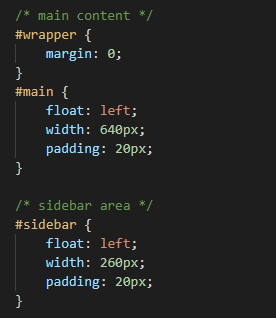 /* main content */
#wrapper {
    margin: 0;
}
#main {
    float: left;
    width: 640px;
    padding: 20px;
}

/* sidebar area */
#sidebar {
    float: left;
    width: 260px;
    padding: 20px;
}